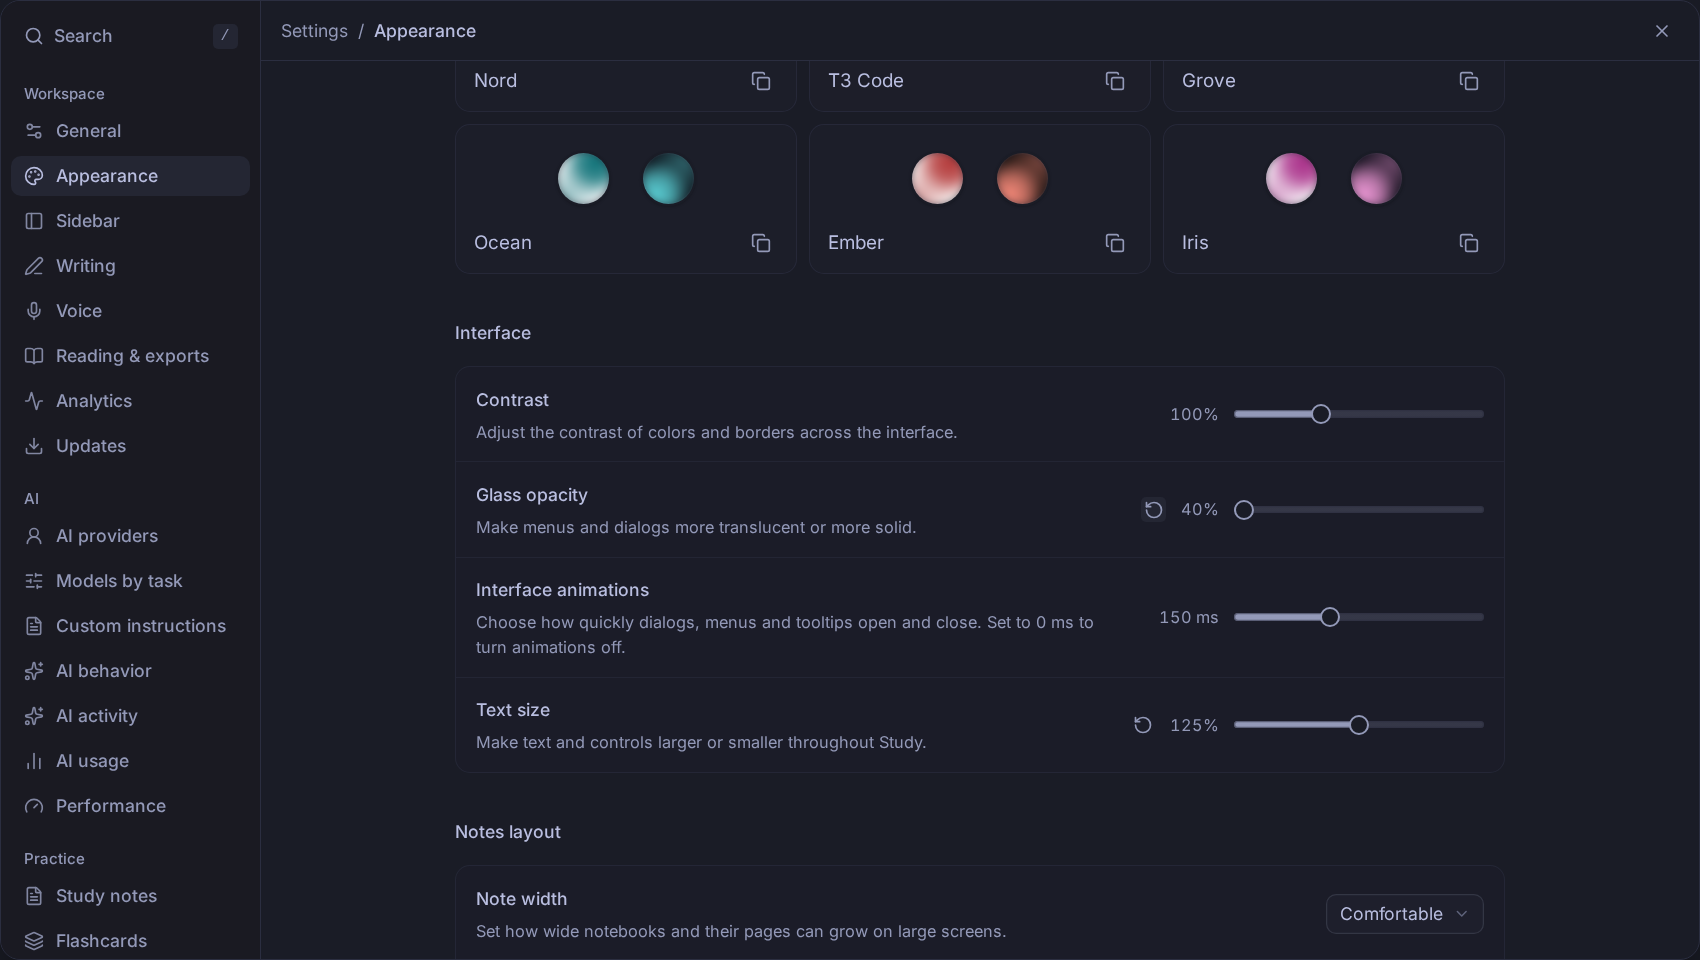 Search
/
Workspace
General
Appearance
Sidebar
Writing
Voice
Reading & exports
Analytics
Updates
AI
AI providers
Models by task
Custom instructions
AI behavior
AI activity
AI usage
Performance
Practice
Study notes
Flashcards
Settings / Appearance
Nord
T3 Code
Grove
Ocean
Ember
Iris
Interface
Contrast
Adjust the contrast of colors and borders across the interface.
100%
Glass opacity
Make menus and dialogs more translucent or more solid.
40%
Interface animations
Choose how quickly dialogs, menus and tooltips open and close. Set to 0 ms to
turn animations off.
150 ms
Text size
Make text and controls larger or smaller throughout Study.
125%
Notes layout
Note width
Set how wide notebooks and their pages can grow on large screens.
Comfortable